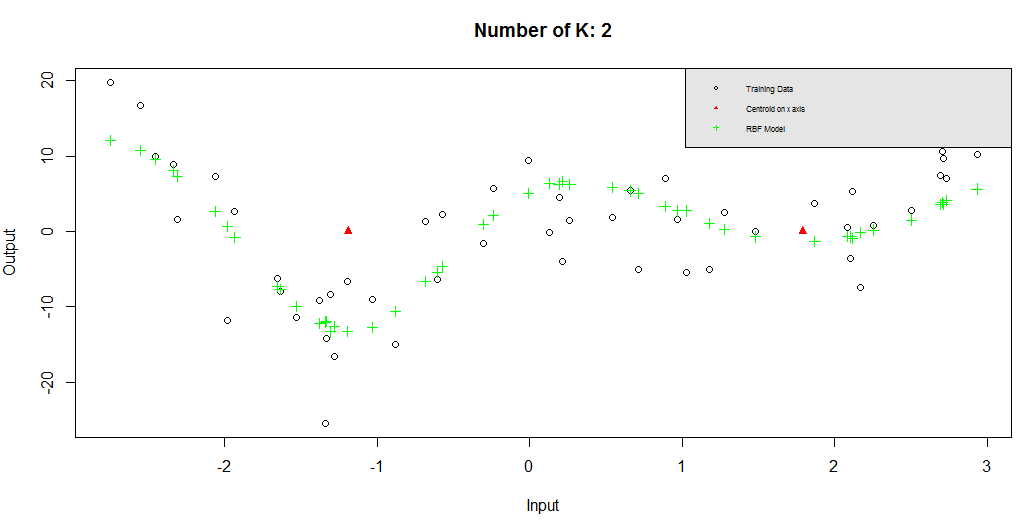 Number of K: 2
Training Data
Centroid on x axis
RBF Model
Output
20
10
0
-10
-20
-2
-1
0
1
2
3
Input